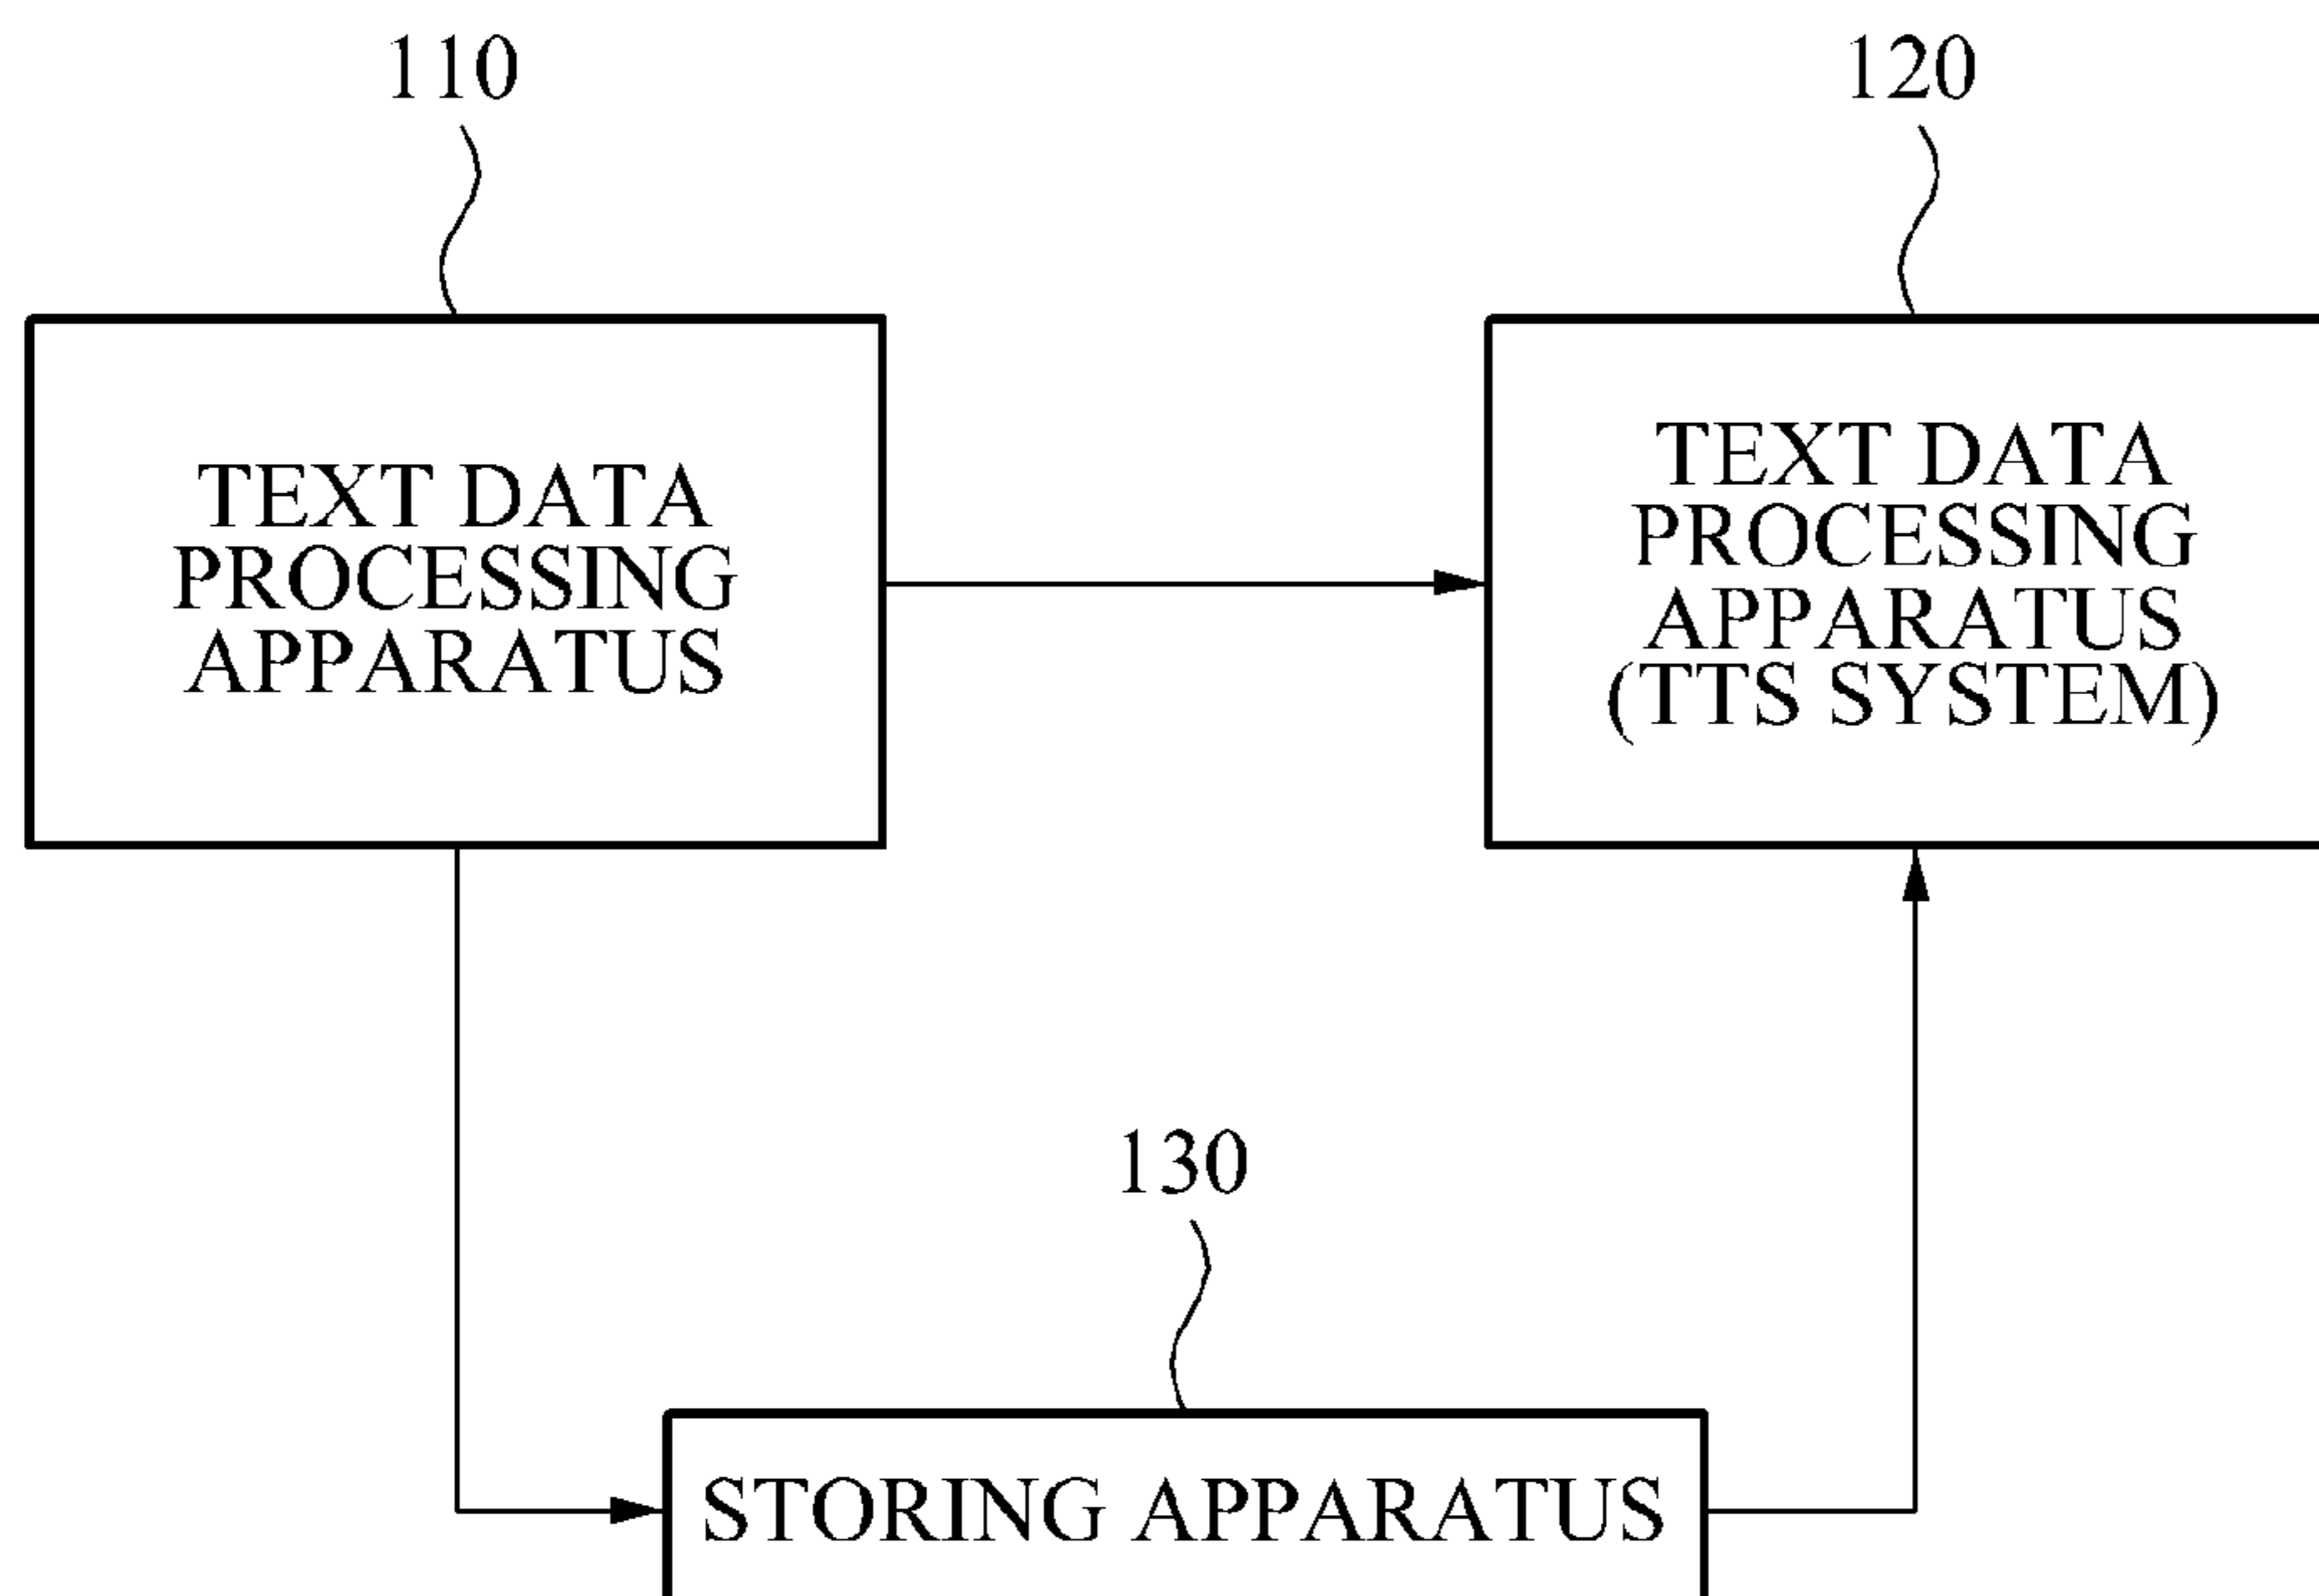 110
120
TEXT DATA
PROCESSING
APPARATUS
TEXT DATA
PROCESSING
APPARATUS
(TTS SYSTEM)
130
STORING APPARATUS